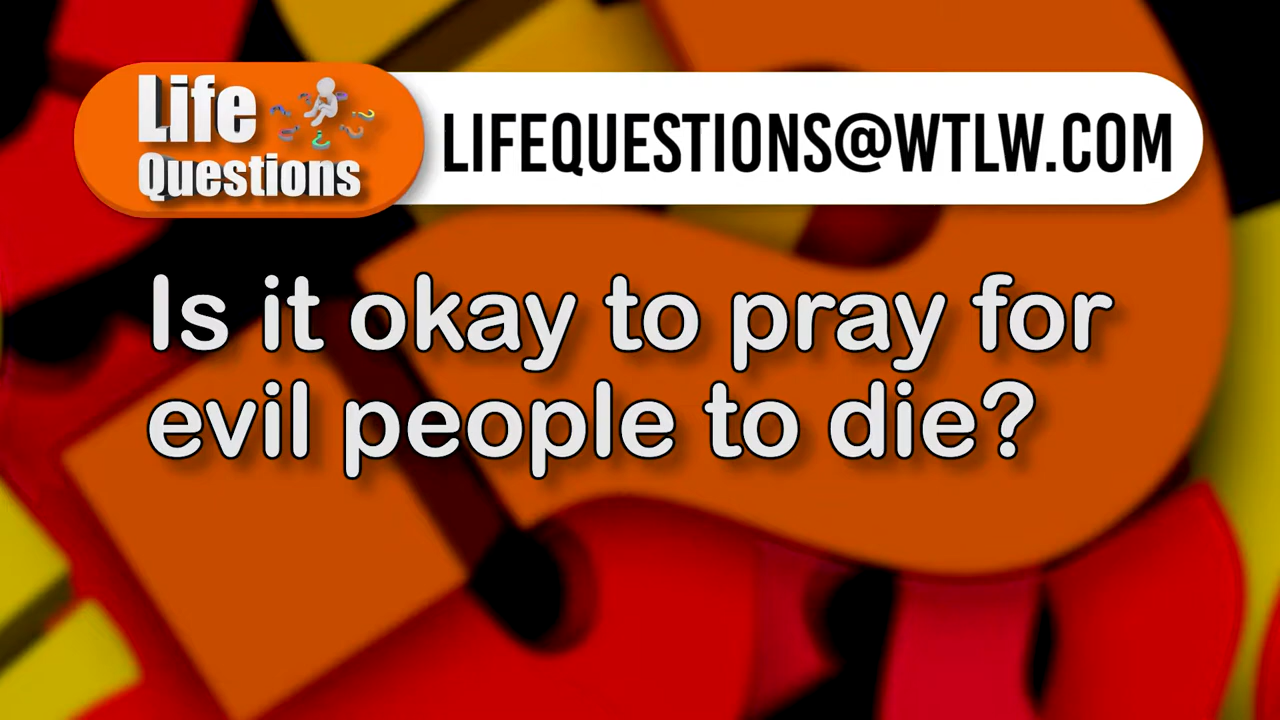 Life
Questions
LIFEQUESTIONS@WTLW.COM
Is it okay to pray for
evil people to die?